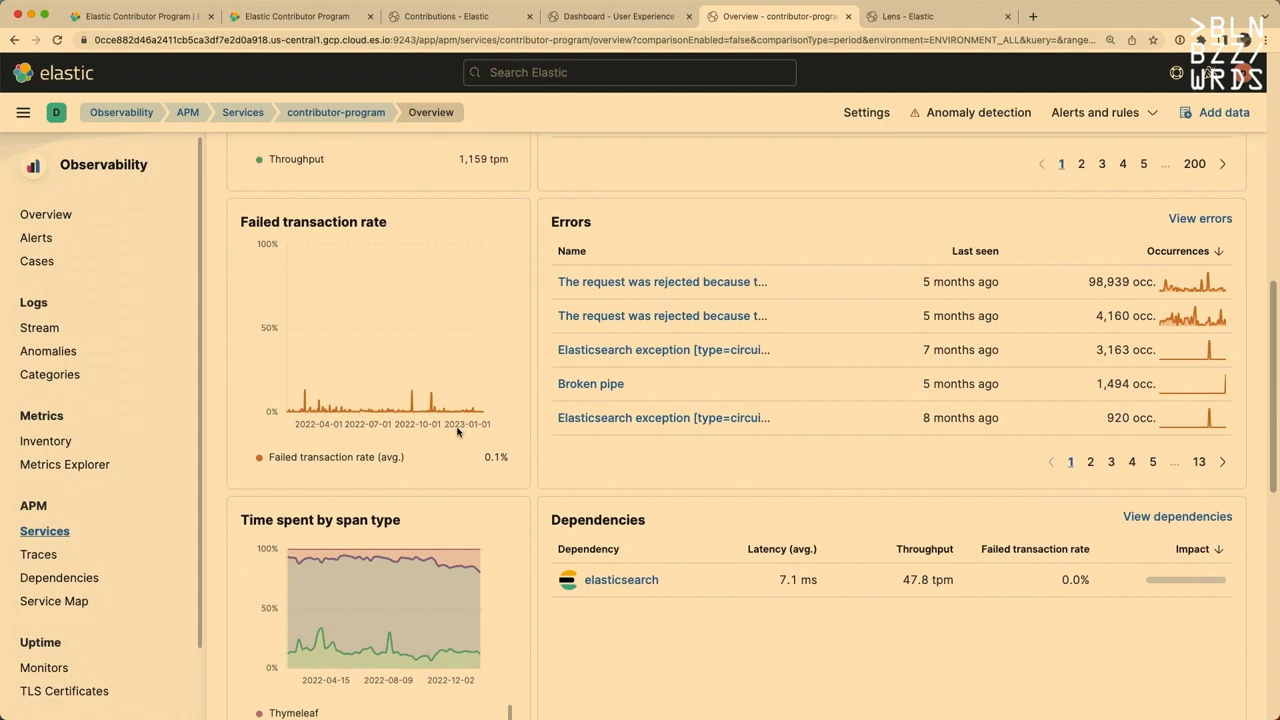 Elastic Contributor Program | E
Elastic Contributor Program
Contributions - Elastic
Dashboard - User Experience -
Overview - contributor-progra
Lens - Elastic
0cce882d46a2411cb5ca3df7e2d0a918.us-central1.gcp.cloud.es.io:9243/app/apm/services/contributor-program/overview?comparisonEnabled=false&comparisonType=period&environment=ENVIRONMENT_ALL&kuery=&range...
>BLN
BZZ/
WRDS
elastic
Search Elastic
D
Observability
APM
Services
contributor-program
Overview
Settings
Anomaly detection
Alerts and rules
Add data
Observability
Overview
Alerts
Cases
Logs
Stream
Anomalies
Categories
Metrics
Inventory
Metrics Explorer
APM
Services
Traces
Dependencies
Service Map
Uptime
Monitors
TLS Certificates
Throughput 1,159 tpm
1 2 3 4 5 ... 200
Failed transaction rate
100%
50%
0%
2022-04-01 2022-07-01 2022-10-01 2023-01-01
Failed transaction rate (avg.) 0.1%
Errors
View errors
Name Last seen Occurrences
The request was rejected because t... 5 months ago 98,939 occ.
The request was rejected because t... 5 months ago 4,160 occ.
Elasticsearch exception [type=circui... 7 months ago 3,163 occ.
Broken pipe 5 months ago 1,494 occ.
Elasticsearch exception [type=circui... 8 months ago 920 occ.
1 2 3 4 5 ... 13
Time spent by span type
100%
50%
0%
2022-04-15 2022-08-09 2022-12-02
Thymeleaf
Dependencies
View dependencies
Dependency Latency (avg.) Throughput Failed transaction rate Impact
elasticsearch 7.1 ms 47.8 tpm 0.0%